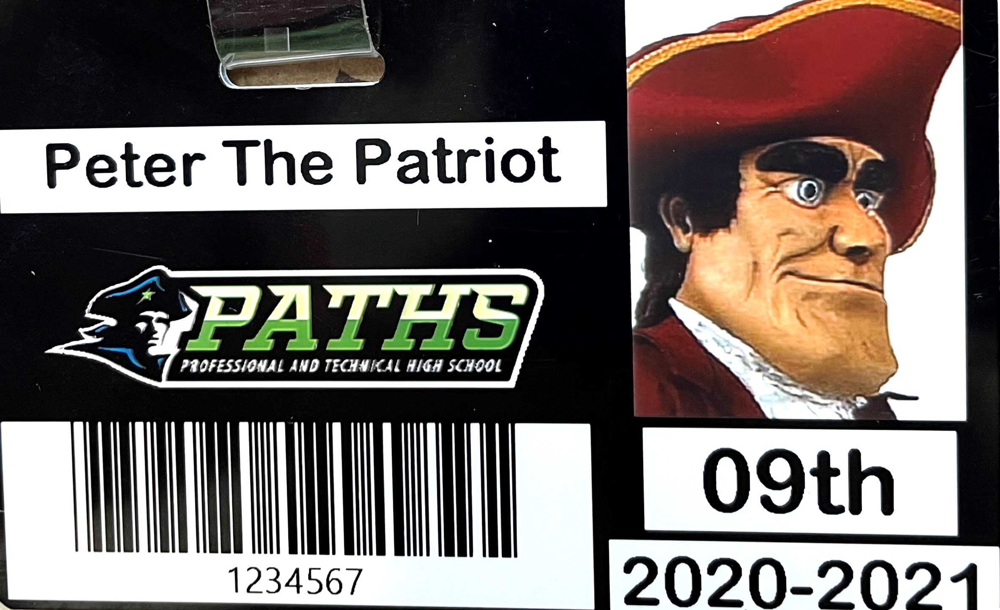 Peter The Patriot
PATHS
PROFESSIONAL AND TECHNICAL HIGH SCHOOL
1234567
09th
2020-2021